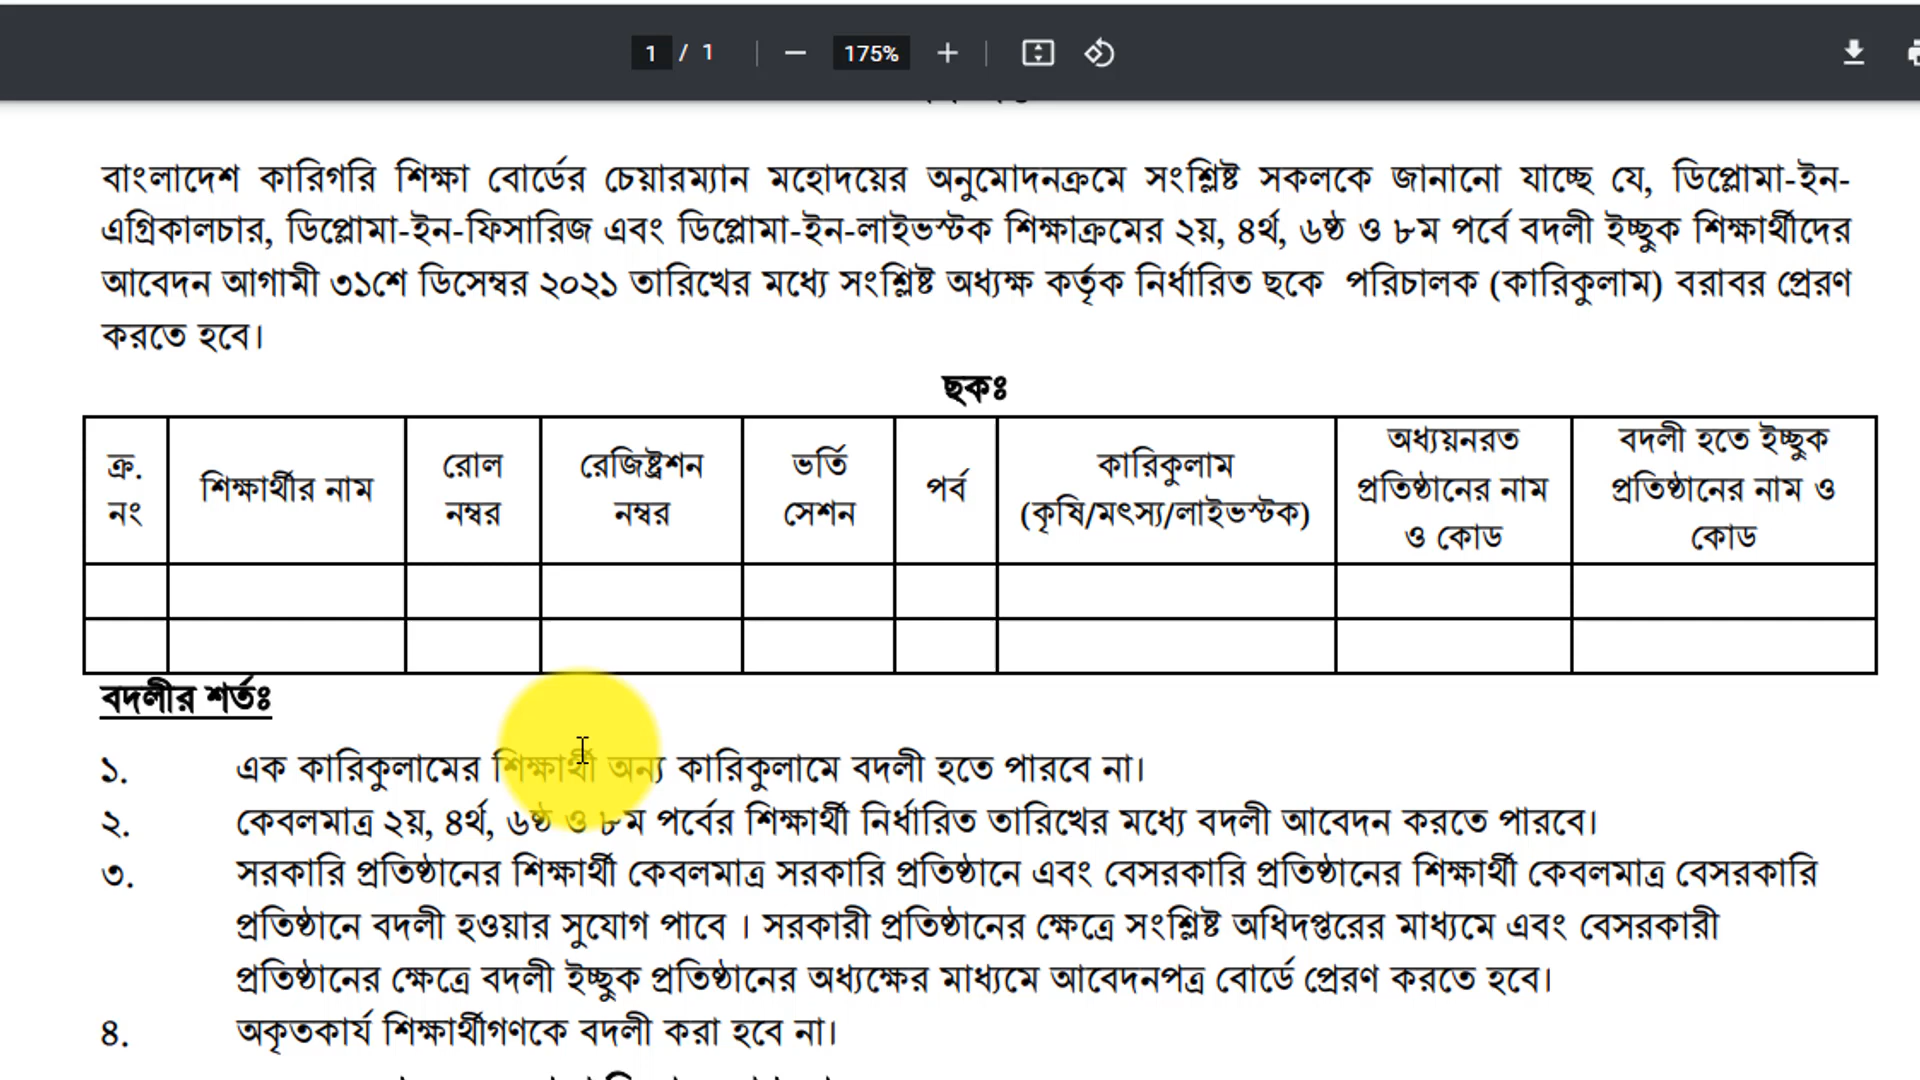 1 / 1 175%
বাংলাদেশ কারিগরি শিক্ষা বোর্ডের চেয়ারম্যান মহোদয়ের অনুমোদনক্রমে সংশ্লিষ্ট সকলকে জানানো যাচ্ছে যে, ডিপ্লোমা-ইন-
এগ্রিকালচার, ডিপ্লোমা-ইন-ফিসারিজ এবং ডিপ্লোমা-ইন-লাইভস্টক শিক্ষাক্রমের ২য়, ৪র্থ, ৬ষ্ঠ ও ৮ম পর্বে বদলী ইচ্ছুক শিক্ষার্থীদের
আবেদন আগামী ৩১শে ডিসেম্বর ২০২১ তারিখের মধ্যে সংশ্লিষ্ট অধ্যক্ষ কর্তৃক নির্ধারিত ছকে পরিচালক (কারিকুলাম) বরাবর প্রেরণ
করতে হবে।
ছকঃ
ক্র.
নং
শিক্ষার্থীর নাম
রোল
নম্বর
রেজিষ্ট্রশন
নম্বর
ভর্তি
সেশন
পর্ব
কারিকুলাম
(কৃষি/মৎস্য/লাইভস্টক)
অধ্যয়নরত
প্রতিষ্ঠানের নাম
ও কোড
বদলী হতে ইচ্ছুক
প্রতিষ্ঠানের নাম ও
কোড
বদলীর শর্তঃ
১. এক কারিকুলামের শিক্ষার্থী অন্য কারিকুলামে বদলী হতে পারবে না।
২. কেবলমাত্র ২য়, ৪র্থ, ৬ষ্ঠ ও ৮ম পর্বের শিক্ষার্থী নির্ধারিত তারিখের মধ্যে বদলী আবেদন করতে পারবে।
৩. সরকারি প্রতিষ্ঠানের শিক্ষার্থী কেবলমাত্র সরকারি প্রতিষ্ঠানে এবং বেসরকারি প্রতিষ্ঠানের শিক্ষার্থী কেবলমাত্র বেসরকারি
প্রতিষ্ঠানে বদলী হওয়ার সুযোগ পাবে । সরকারী প্রতিষ্ঠানের ক্ষেত্রে সংশ্লিষ্ট অধিদপ্তরের মাধ্যমে এবং বেসরকারী
প্রতিষ্ঠানের ক্ষেত্রে বদলী ইচ্ছুক প্রতিষ্ঠানের অধ্যক্ষের মাধ্যমে আবেদনপত্র বোর্ডে প্রেরণ করতে হবে।
৪. অকৃতকার্য শিক্ষার্থীগণকে বদলী করা হবে না।